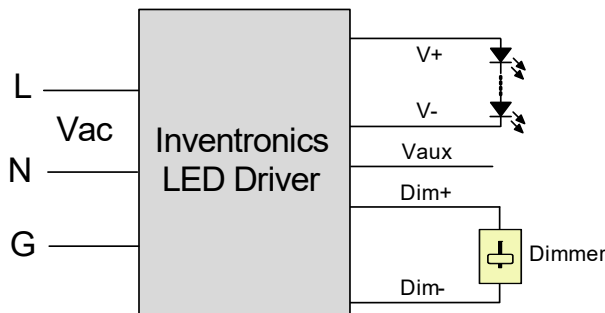 L
Vac
N
G
Inventronics
LED Driver
V+
V-
Vaux
Dim+
Dim-
Dimmer